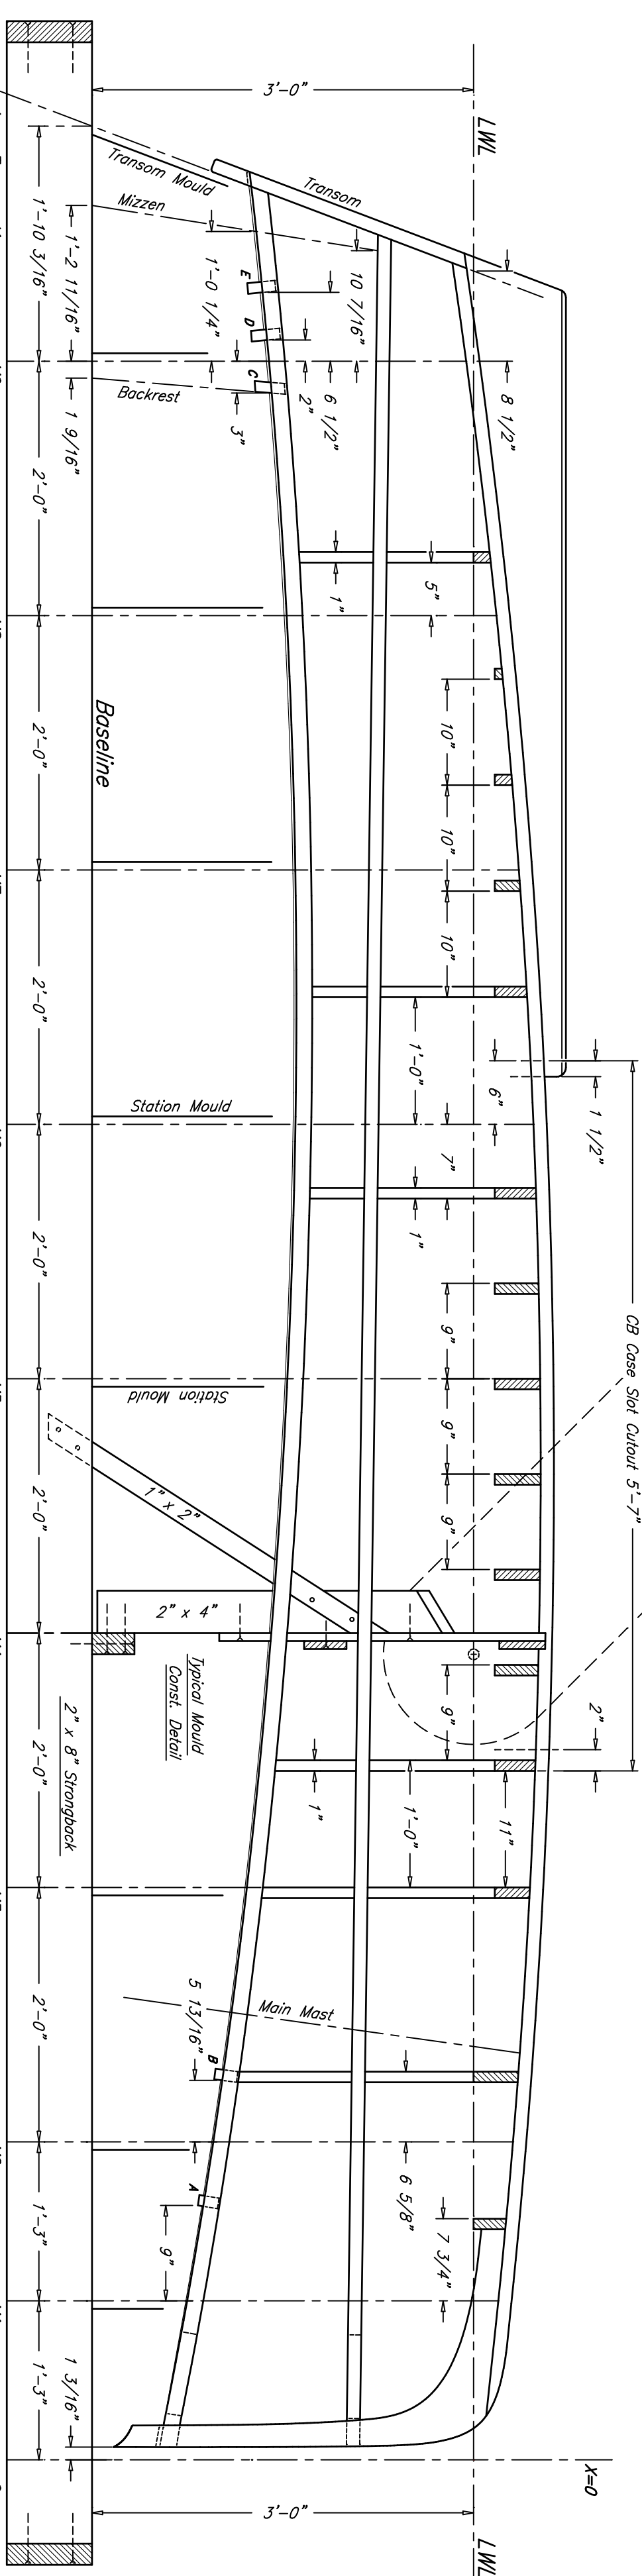 3'-0"
LWL
Transom Mould
Transom
Mizzen
1'-10 3/16"
1'-2 11/16"
1'-0 1/4"
10 7/16"
E
D
C
8 1/2"
6 1/2"
2"
3"
Backrest
1 9/16"
2'-0"
1"
5"
Baseline
2'-0"
10"
10"
10"
2'-0"
1'-0"
6"
1 1/2"
Station Mould
7"
1"
2'-0"
CB Case Slot Cutout 5'-7"
9"
9"
9"
Station Mould
2'-0"
1" x 2"
2" x 4"
Typical Mould
Const. Detail
2" x 8" Strongback
9"
2"
2'-0"
1"
1'-0"
11"
Main Mast
5 13/16"
2'-0"
B
6 5/8"
A
9"
7 3/4"
1'-3"
1'-3"
1 3/16"
X=0
3'-0"
LWL